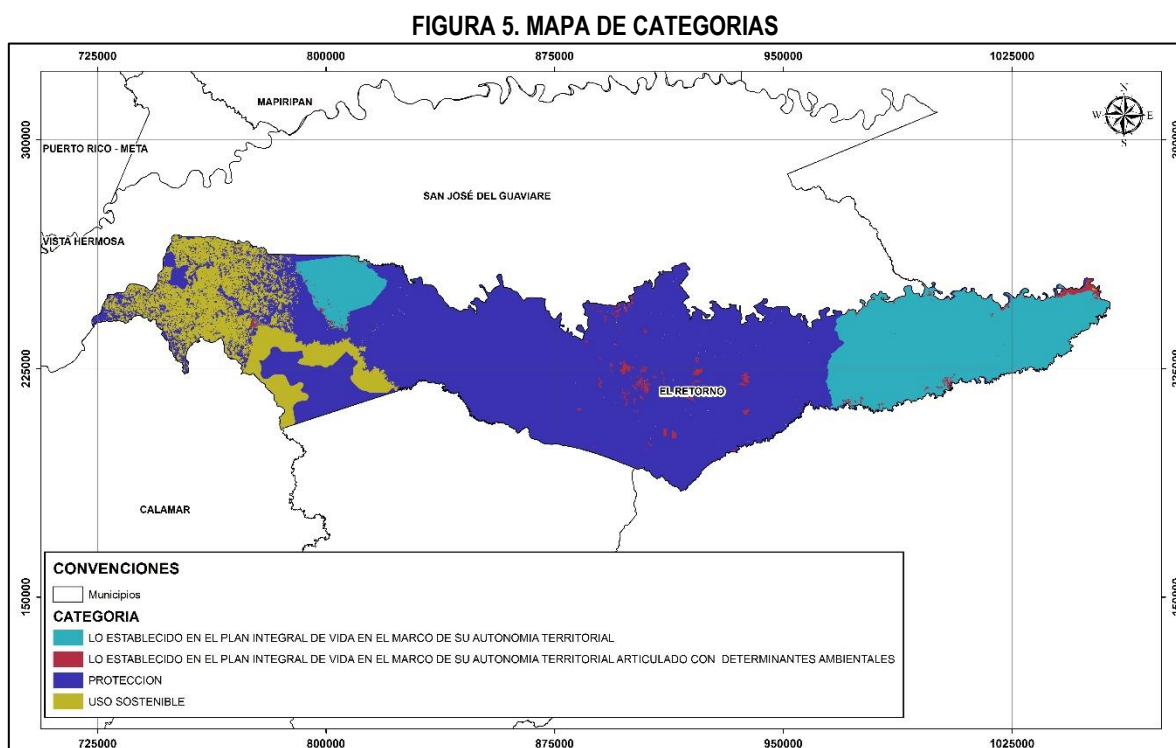 FIGURA 5. MAPA DE CATEGORIAS
725000 800000 875000 950000 1025000
N
W E
S
MAPIRIPAN
300000 300000
PUERTO RICO - META
SAN JOSÉ DEL GUAVIARE
VISTA HERMOSA
225000 225000
EL RETORNO
CALAMAR
CONVENCIONES
Municipios
150000 150000
CATEGORIA
LO ESTABLECIDO EN EL PLAN INTEGRAL DE VIDA EN EL MARCO DE SU AUTONOMIA TERRITORIAL
LO ESTABLECIDO EN EL PLAN INTEGRAL DE VIDA EN EL MARCO DE SU AUTONOMIA TERRITORIAL ARTICULADO CON DETERMINANTES AMBIENTALES
PROTECCION
USO SOSTENIBLE
725000 800000 875000 950000 1025000